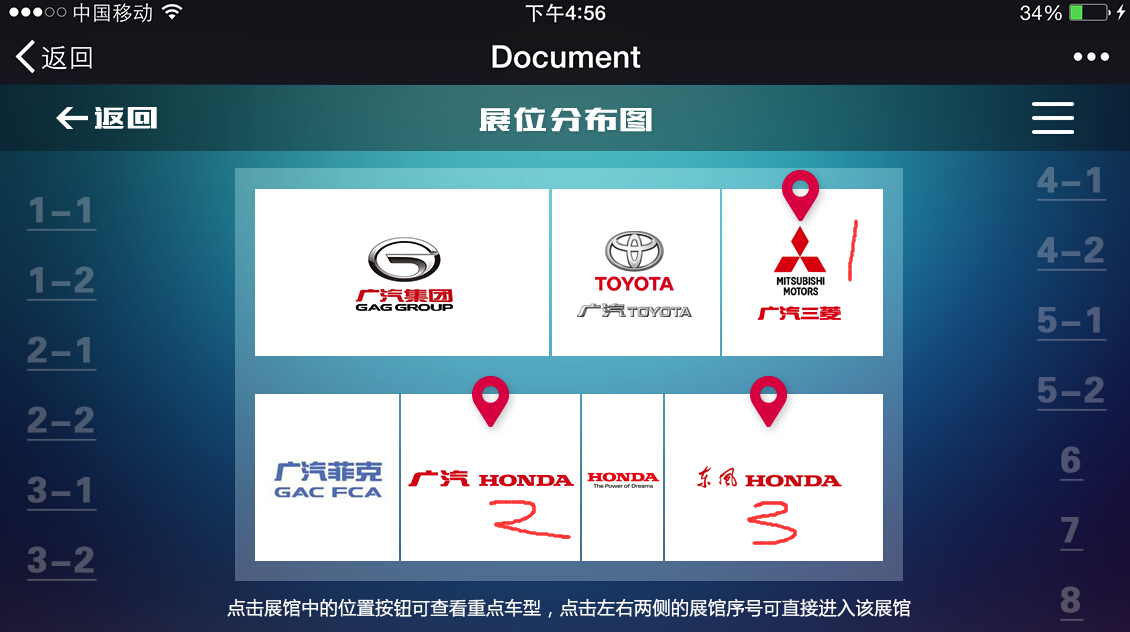 中国移动 下午4:56 34%
返回 Document
返回 展位分布图
1-1
1-2
2-1
2-2
3-1
3-2
广汽集团
GAG GROUP
TOYOTA
广汽TOYOTA
MITSUBISHI
MOTORS
广汽三菱
1
广汽菲克
GAC FCA
广汽 HONDA
2
HONDA
The Power of Dreams
东风 HONDA
3
4-1
4-2
5-1
5-2
6
7
8
点击展馆中的位置按钮可查看重点车型，点击左右两侧的展馆序号可直接进入该展馆